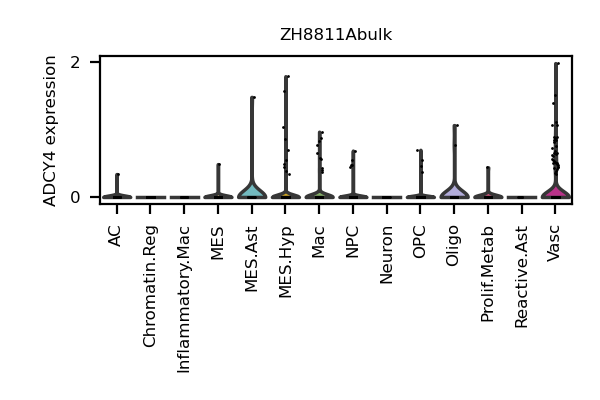 ZH8811Abulk
ADCY4 expression
2
0
AC
Chromatin.Reg
Inflammatory.Mac
MES
MES.Ast
MES.Hyp
Mac
NPC
Neuron
OPC
Oligo
Prolif.Metab
Reactive.Ast
Vasc